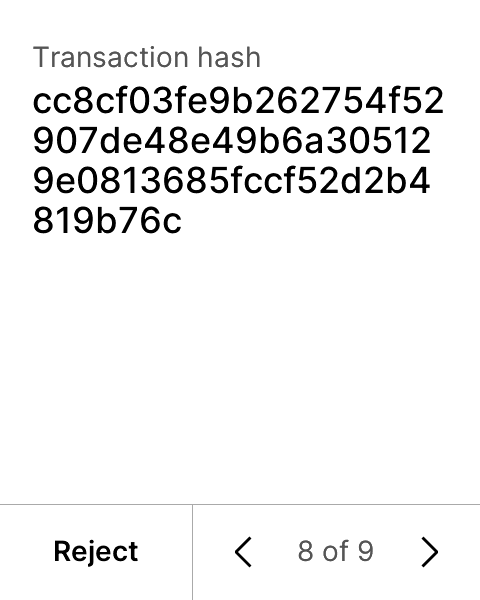 Transaction hash
cc8cf03fe9b262754f52
907de48e49b6a30512
9e0813685fccf52d2b4
819b76c
Reject
8 of 9